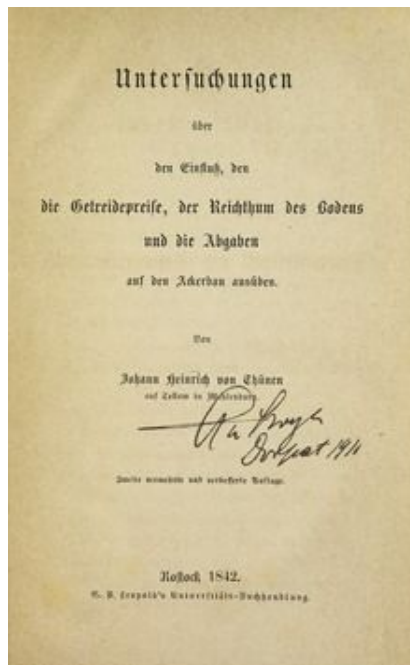 Untersuchungen
über
den Einfluß, den
die Getreidepreise, der Reichthum des Bodens
und die Abgaben
auf den Ackerbau ausüben.
Von
Johann Heinrich von Thünen
auf Tellow in Mecklenburg.
Dorpat 1911
Zweite vermehrte und verbesserte Auflage.
Rostock 1842.
G. B. Leopold's Universitäts-Buchhandlung.